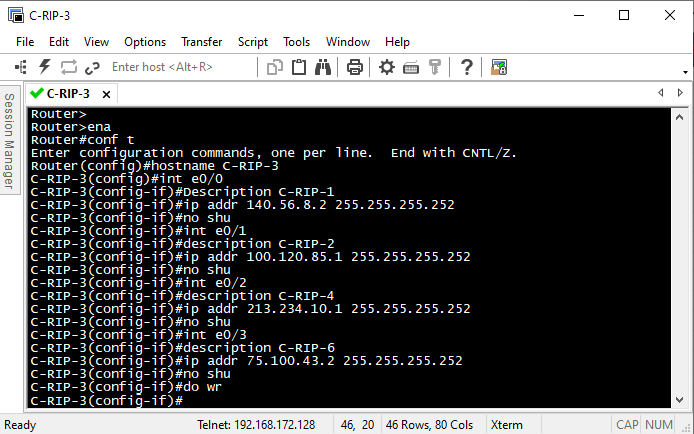 C-RIP-3
File Edit View Options Transfer Script Tools Window Help
Enter host <Alt+R>
C-RIP-3
Session Manager
Router>
Router>ena
Router#conf t
Enter configuration commands, one per line.  End with CNTL/Z.
Router(config)#hostname C-RIP-3
C-RIP-3(config)#int e0/0
C-RIP-3(config-if)#Description C-RIP-1
C-RIP-3(config-if)#ip addr 140.56.8.2 255.255.255.252
C-RIP-3(config-if)#no shu
C-RIP-3(config-if)#int e0/1
C-RIP-3(config-if)#description C-RIP-2
C-RIP-3(config-if)#ip addr 100.120.85.1 255.255.255.252
C-RIP-3(config-if)#no shu
C-RIP-3(config-if)#int e0/2
C-RIP-3(config-if)#description C-RIP-4
C-RIP-3(config-if)#ip addr 213.234.10.1 255.255.255.252
C-RIP-3(config-if)#no shu
C-RIP-3(config-if)#int e0/3
C-RIP-3(config-if)#description C-RIP-6
C-RIP-3(config-if)#ip addr 75.100.43.2 255.255.255.252
C-RIP-3(config-if)#no shu
C-RIP-3(config-if)#do wr
C-RIP-3(config-if)#
Ready Telnet: 192.168.172.128 46, 20 46 Rows, 80 Cols Xterm CAP NUM